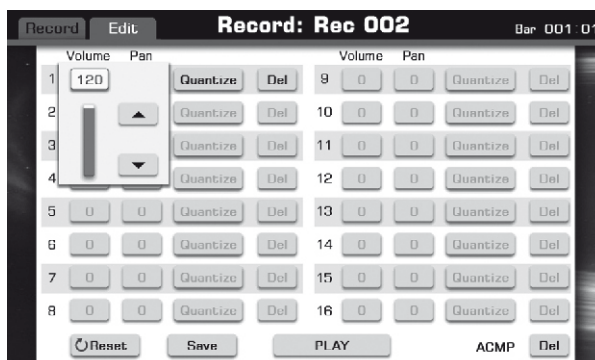 Record Edit Record: Rec 002 Bar 001:01
Volume Pan Volume Pan
1 120 Quantize Del 9 0 0 Quantize Del
2 Quantize Del 10 0 0 Quantize Del
3 Quantize Del 11 0 0 Quantize Del
4 Quantize Del 12 0 0 Quantize Del
5 0 0 Quantize Del 13 0 0 Quantize Del
6 0 0 Quantize Del 14 0 0 Quantize Del
7 0 0 Quantize Del 15 0 0 Quantize Del
8 0 0 Quantize Del 16 0 0 Quantize Del
Reset Save PLAY ACMP Del